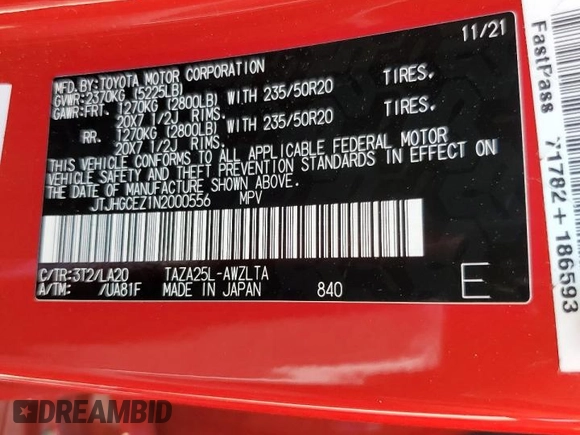 11/21
MFD.BY:TOYOTA MOTOR CORPORATION
GVWR:2370KG (5225LB)
GAWR:FRT. 1270KG (2800LB) WITH 235/50R20 TIRES,
20X7 1/2J RIMS.
RR. 1270KG (2800LB) WITH 235/50R20 TIRES,
20X7 1/2J RIMS.
THIS VEHICLE CONFORMS TO ALL APPLICABLE FEDERAL MOTOR
VEHICLE SAFETY AND THEFT PREVENTION STANDARDS IN EFFECT ON
THE DATE OF MANUFACTURE SHOWN ABOVE.
JTJHGCEZ1N2000556 MPV
C/TR:3T2/LA20 TAZA25L-AWZLTA
A/TM: /UA81F MADE IN JAPAN 840
E
FastPass
71782+186593
DREAMBID